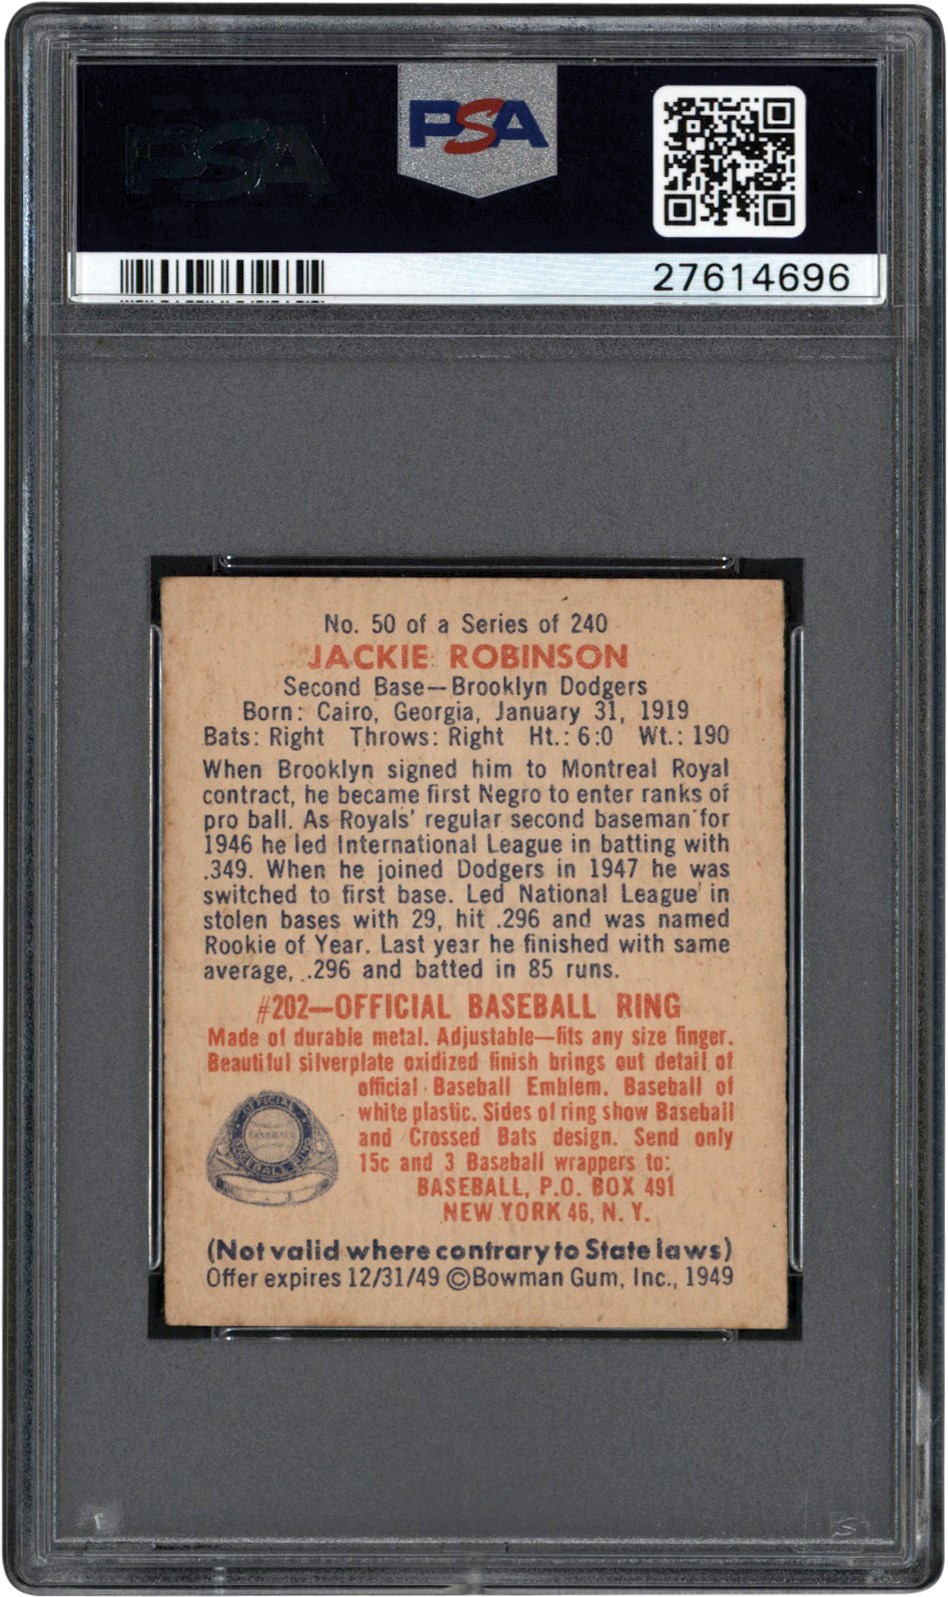 PSA
PSA
27614696
No. 50 of a Series of 240
JACKIE ROBINSON
Second Base—Brooklyn Dodgers
Born: Cairo, Georgia, January 31, 1919
Bats: Right Throws: Right Ht.: 6:0 Wt.: 190
When Brooklyn signed him to Montreal Royal
contract, he became first Negro to enter ranks of
pro ball. As Royals' regular second baseman for
1946 he led International League in batting with
.349. When he joined Dodgers in 1947 he was
switched to first base. Led National League in
stolen bases with 29, hit .296 and was named
Rookie of Year. Last year he finished with same
average, .296 and batted in 85 runs.
#202—OFFICIAL BASEBALL RING
Made of durable metal. Adjustable—fits any size finger.
Beautiful silverplate oxidized finish brings out detail of
official Baseball Emblem. Baseball of
white plastic. Sides of ring show Baseball
and Crossed Bats design. Send only
15c and 3 Baseball wrappers to:
BASEBALL, P.O. BOX 491
NEW YORK 46, N. Y.
OFFICIAL
BASEBALL RING
(Not valid where contrary to State laws)
Offer expires 12/31/49 ©Bowman Gum, Inc., 1949